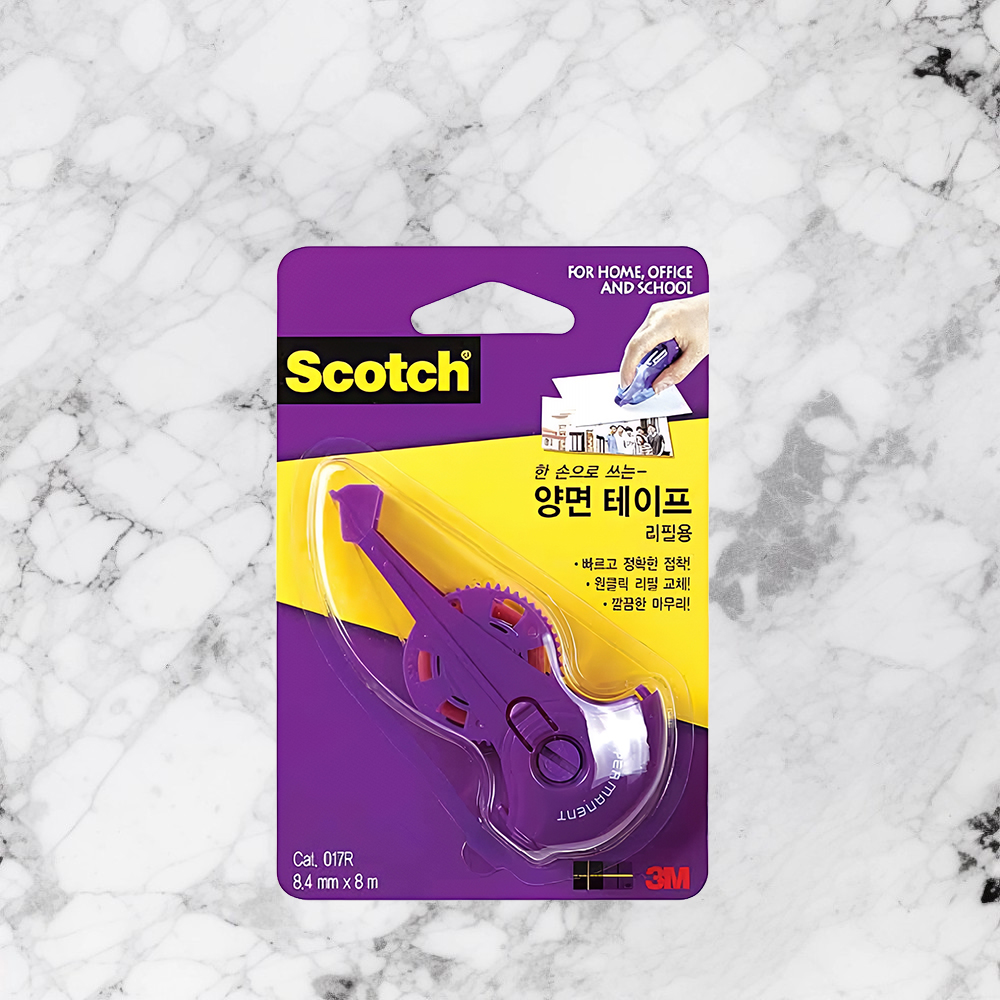 FOR HOME, OFFICE
AND SCHOOL
Scotch®
한 손으로 쓰는-
양면 테이프
리필용
• 빠르고 정확한 접착!
• 원클릭 리필 교체!
• 깔끔한 마무리!
PERMANENT
Cat. 017R
8.4 mm x 8 m
3M